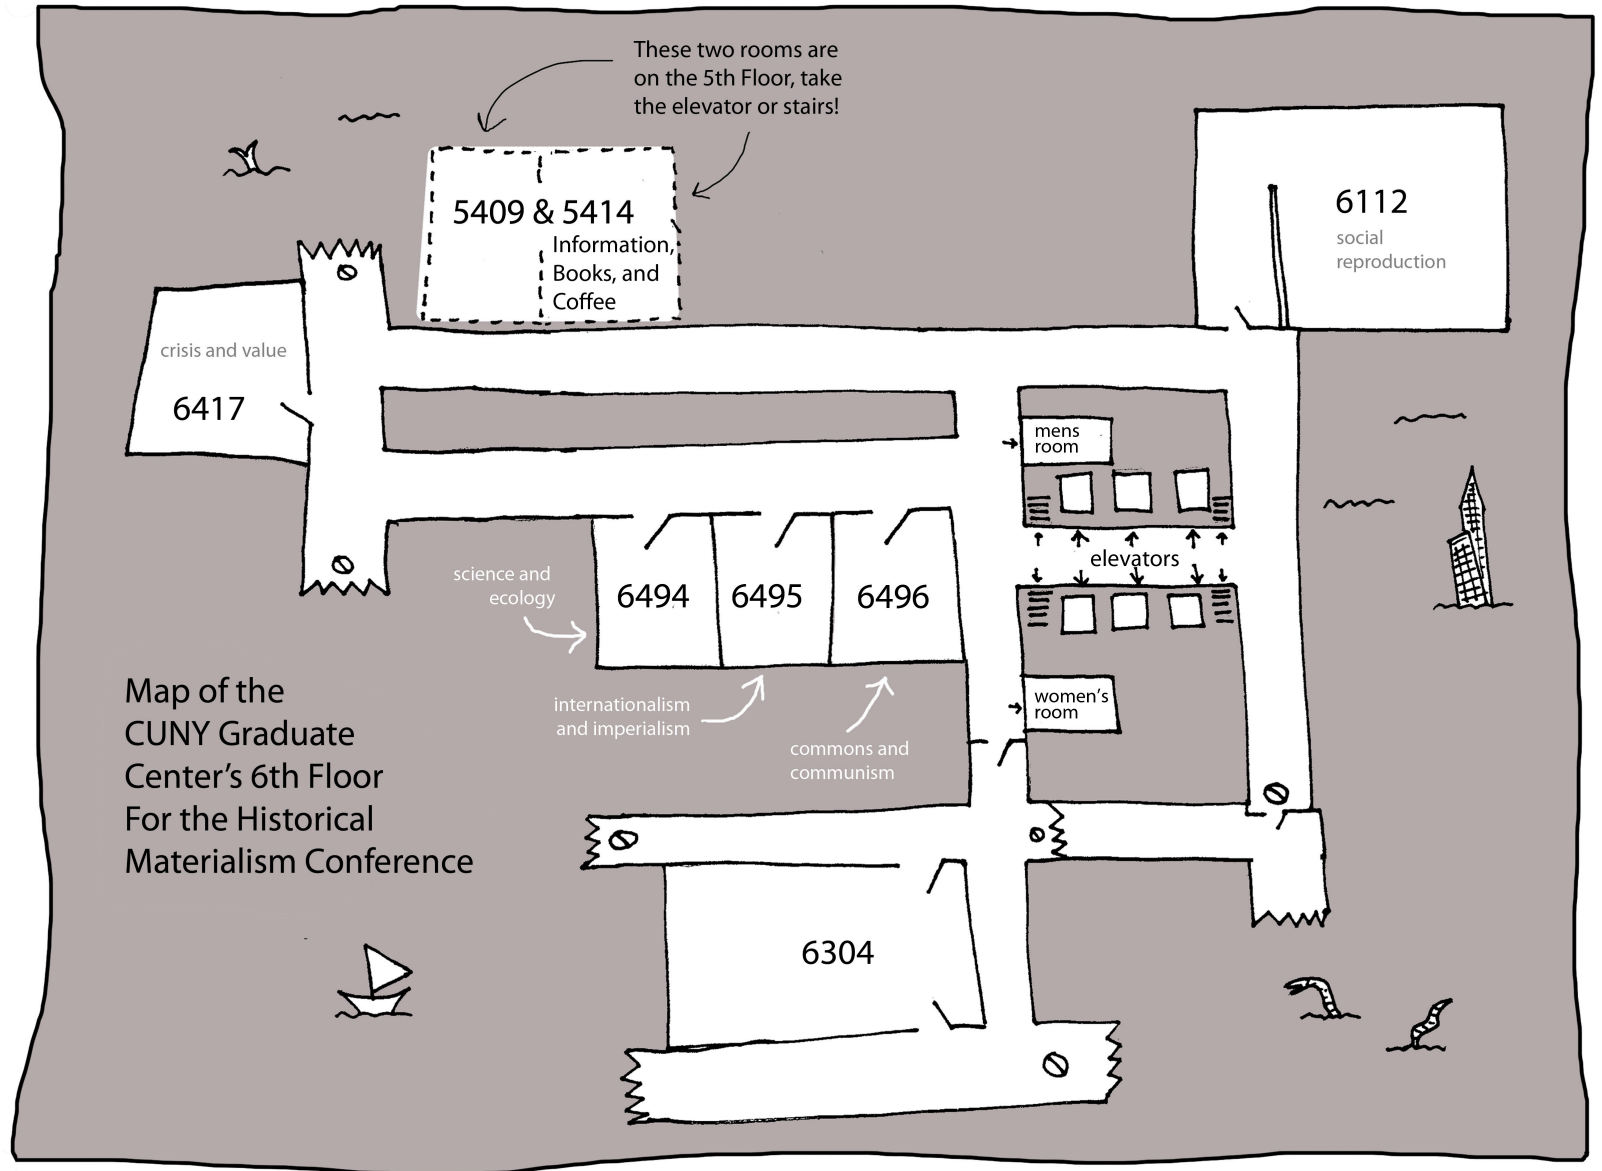 These two rooms are
on the 5th Floor, take
the elevator or stairs!
5409 & 5414
Information,
Books, and
Coffee
6112
social
reproduction
crisis and value
6417
mens
room
elevators
science and
ecology
6494
6495
6496
internationalism
and imperialism
commons and
communism
women's
room
Map of the
CUNY Graduate
Center's 6th Floor
For the Historical
Materialism Conference
6304